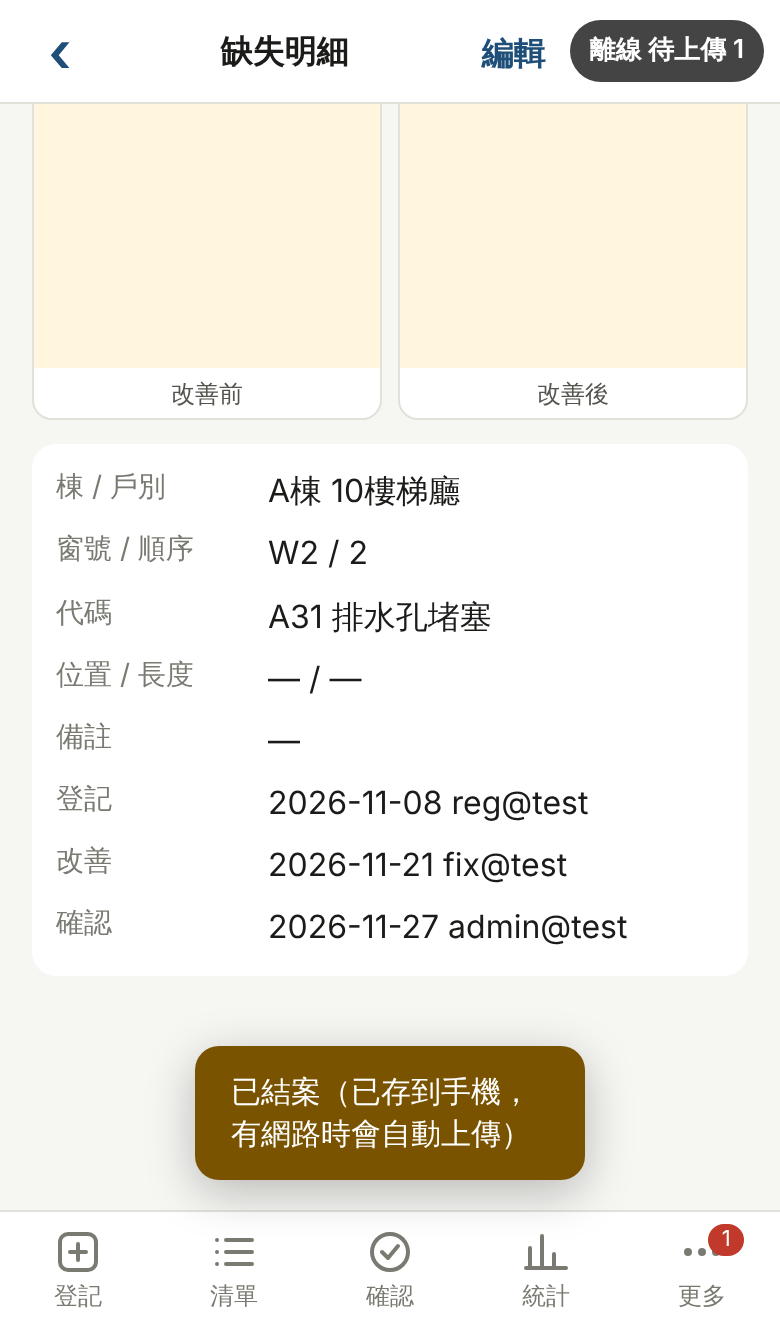 ‹ 缺失明細 編輯 離線 待上傳 1
改善前 改善後
棟 / 戶別 A棟 10樓梯廳
窗號 / 順序 W2 / 2
代碼 A31 排水孔堵塞
位置 / 長度 — / —
備註 —
登記 2026-11-08 reg@test
改善 2026-11-21 fix@test
確認 2026-11-27 admin@test
已結案（已存到手機，
有網路時會自動上傳）
1
登記 清單 確認 統計 更多